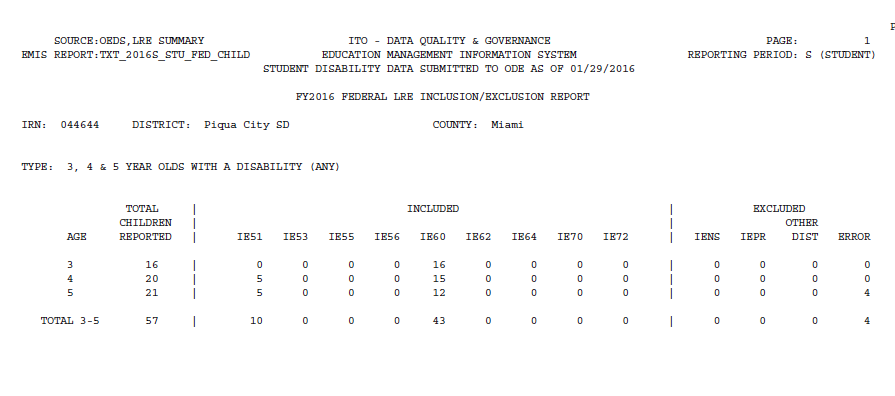 P
SOURCE:OEDS,LRE SUMMARY ITO - DATA QUALITY & GOVERNANCE PAGE: 1
EMIS REPORT:TXT_2016S_STU_FED_CHILD EDUCATION MANAGEMENT INFORMATION SYSTEM REPORTING PERIOD: S (STUDENT)
STUDENT DISABILITY DATA SUBMITTED TO ODE AS OF 01/29/2016
FY2016 FEDERAL LRE INCLUSION/EXCLUSION REPORT
IRN: 044644 DISTRICT: Piqua City SD COUNTY: Miami
TYPE: 3, 4 & 5 YEAR OLDS WITH A DISABILITY (ANY)
TOTAL | INCLUDED | EXCLUDED
CHILDREN | | OTHER
AGE REPORTED | IE51 IE53 IE55 IE56 IE60 IE62 IE64 IE70 IE72 | IENS IEPR DIST ERROR
3 16 | 0 0 0 0 16 0 0 0 0 | 0 0 0 0
4 20 | 5 0 0 0 15 0 0 0 0 | 0 0 0 0
5 21 | 5 0 0 0 12 0 0 0 0 | 0 0 0 4
TOTAL 3-5 57 | 10 0 0 0 43 0 0 0 0 | 0 0 0 4